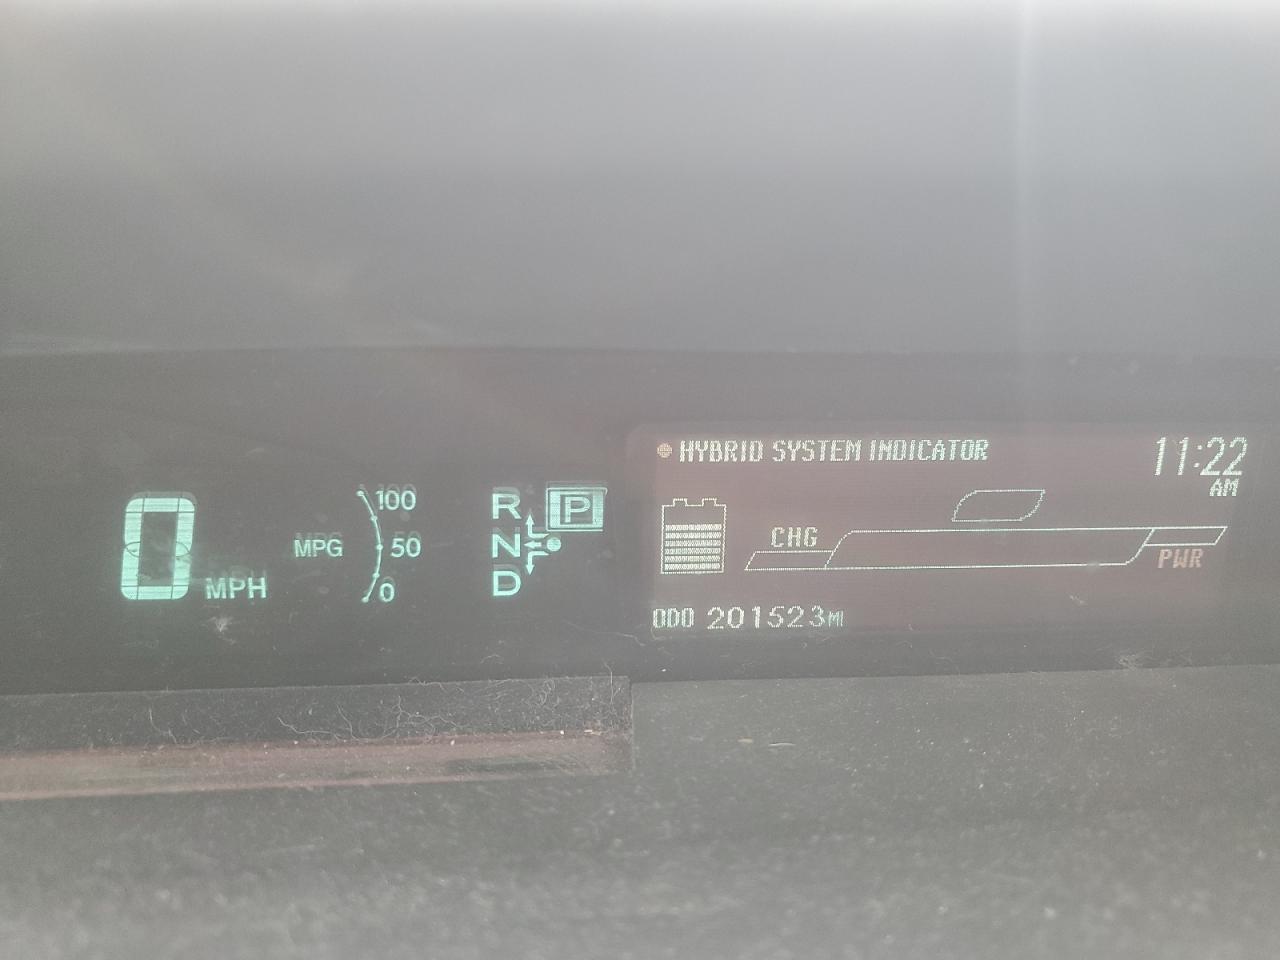 0 MPH
MPG
100
50
0
R
N
D
P
HYBRID SYSTEM INDICATOR
11:22
AM
CHG
PWR
ODO 201523MI